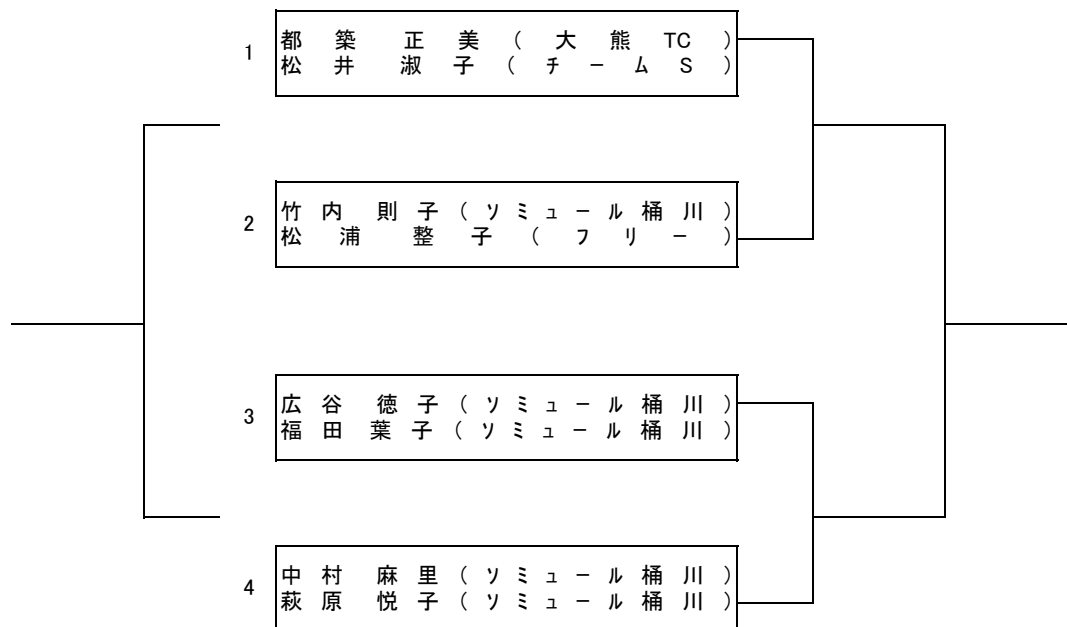 1
都築 正美(大熊TC)
松井 淑子(チームS)
2
竹内 則子(ソミュール桶川)
松浦 整子(フリー)
3
広谷 徳子(ソミュール桶川)
福田 葉子(ソミュール桶川)
4
中村 麻里(ソミュール桶川)
萩原 悦子(ソミュール桶川)